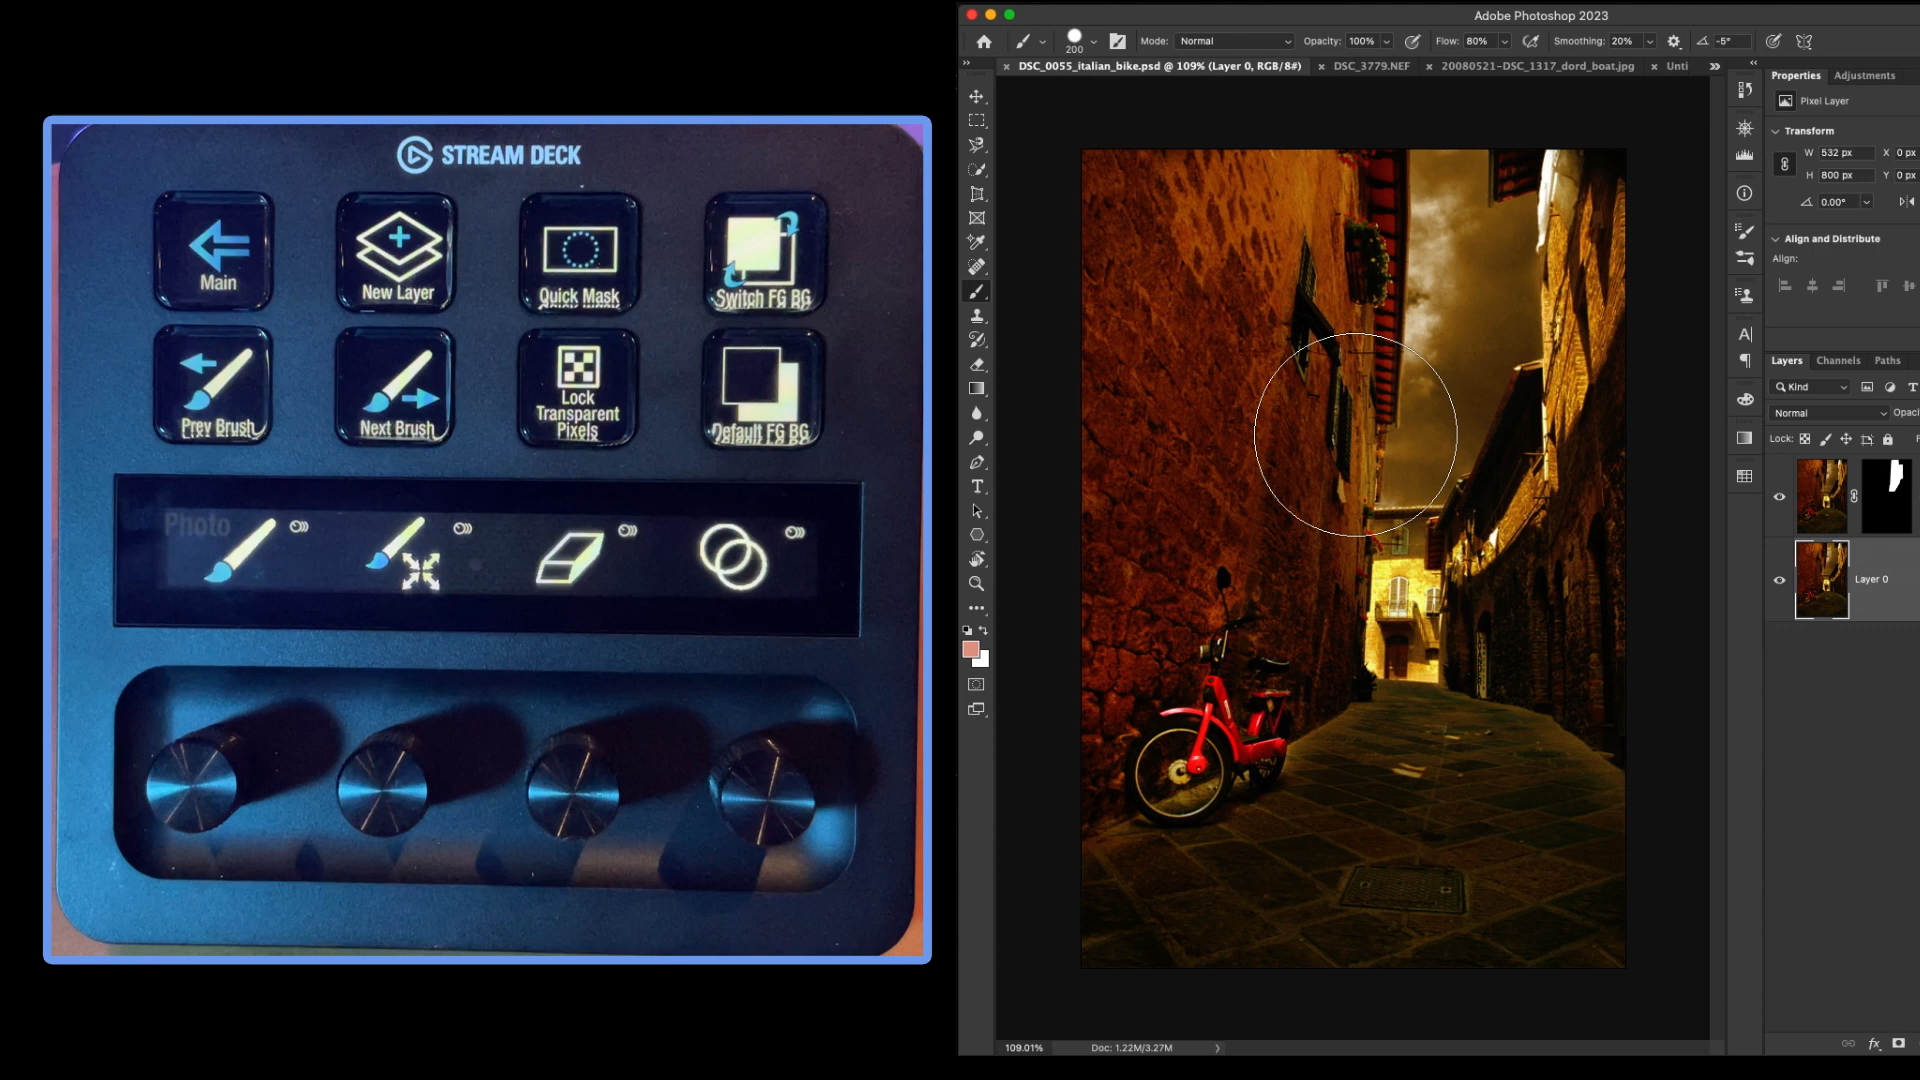 STREAM DECK
Main
New Layer
Quick Mask
Switch FG BG
Prev Brush
Next Brush
Lock
Transparent
Pixels
Default FG BG
Photo
Adobe Photoshop 2023
200
Mode: Normal
Opacity: 100%
Flow: 80%
Smoothing: 20%
-5°
DSC_0055_italian_bike.psd @ 109% (Layer 0, RGB/8#)
DSC_3779.NEF
20080521-DSC_1317_dord_boat.jpg
Unti
Properties
Adjustments
Pixel Layer
Transform
W 532 px X 0 px
H 800 px Y 0 px
0.00°
Align and Distribute
Align:
Layers Channels Paths
Kind
Normal Opaci
Lock: F
Layer 0
fx
109.01% Doc: 1.22M/3.27M